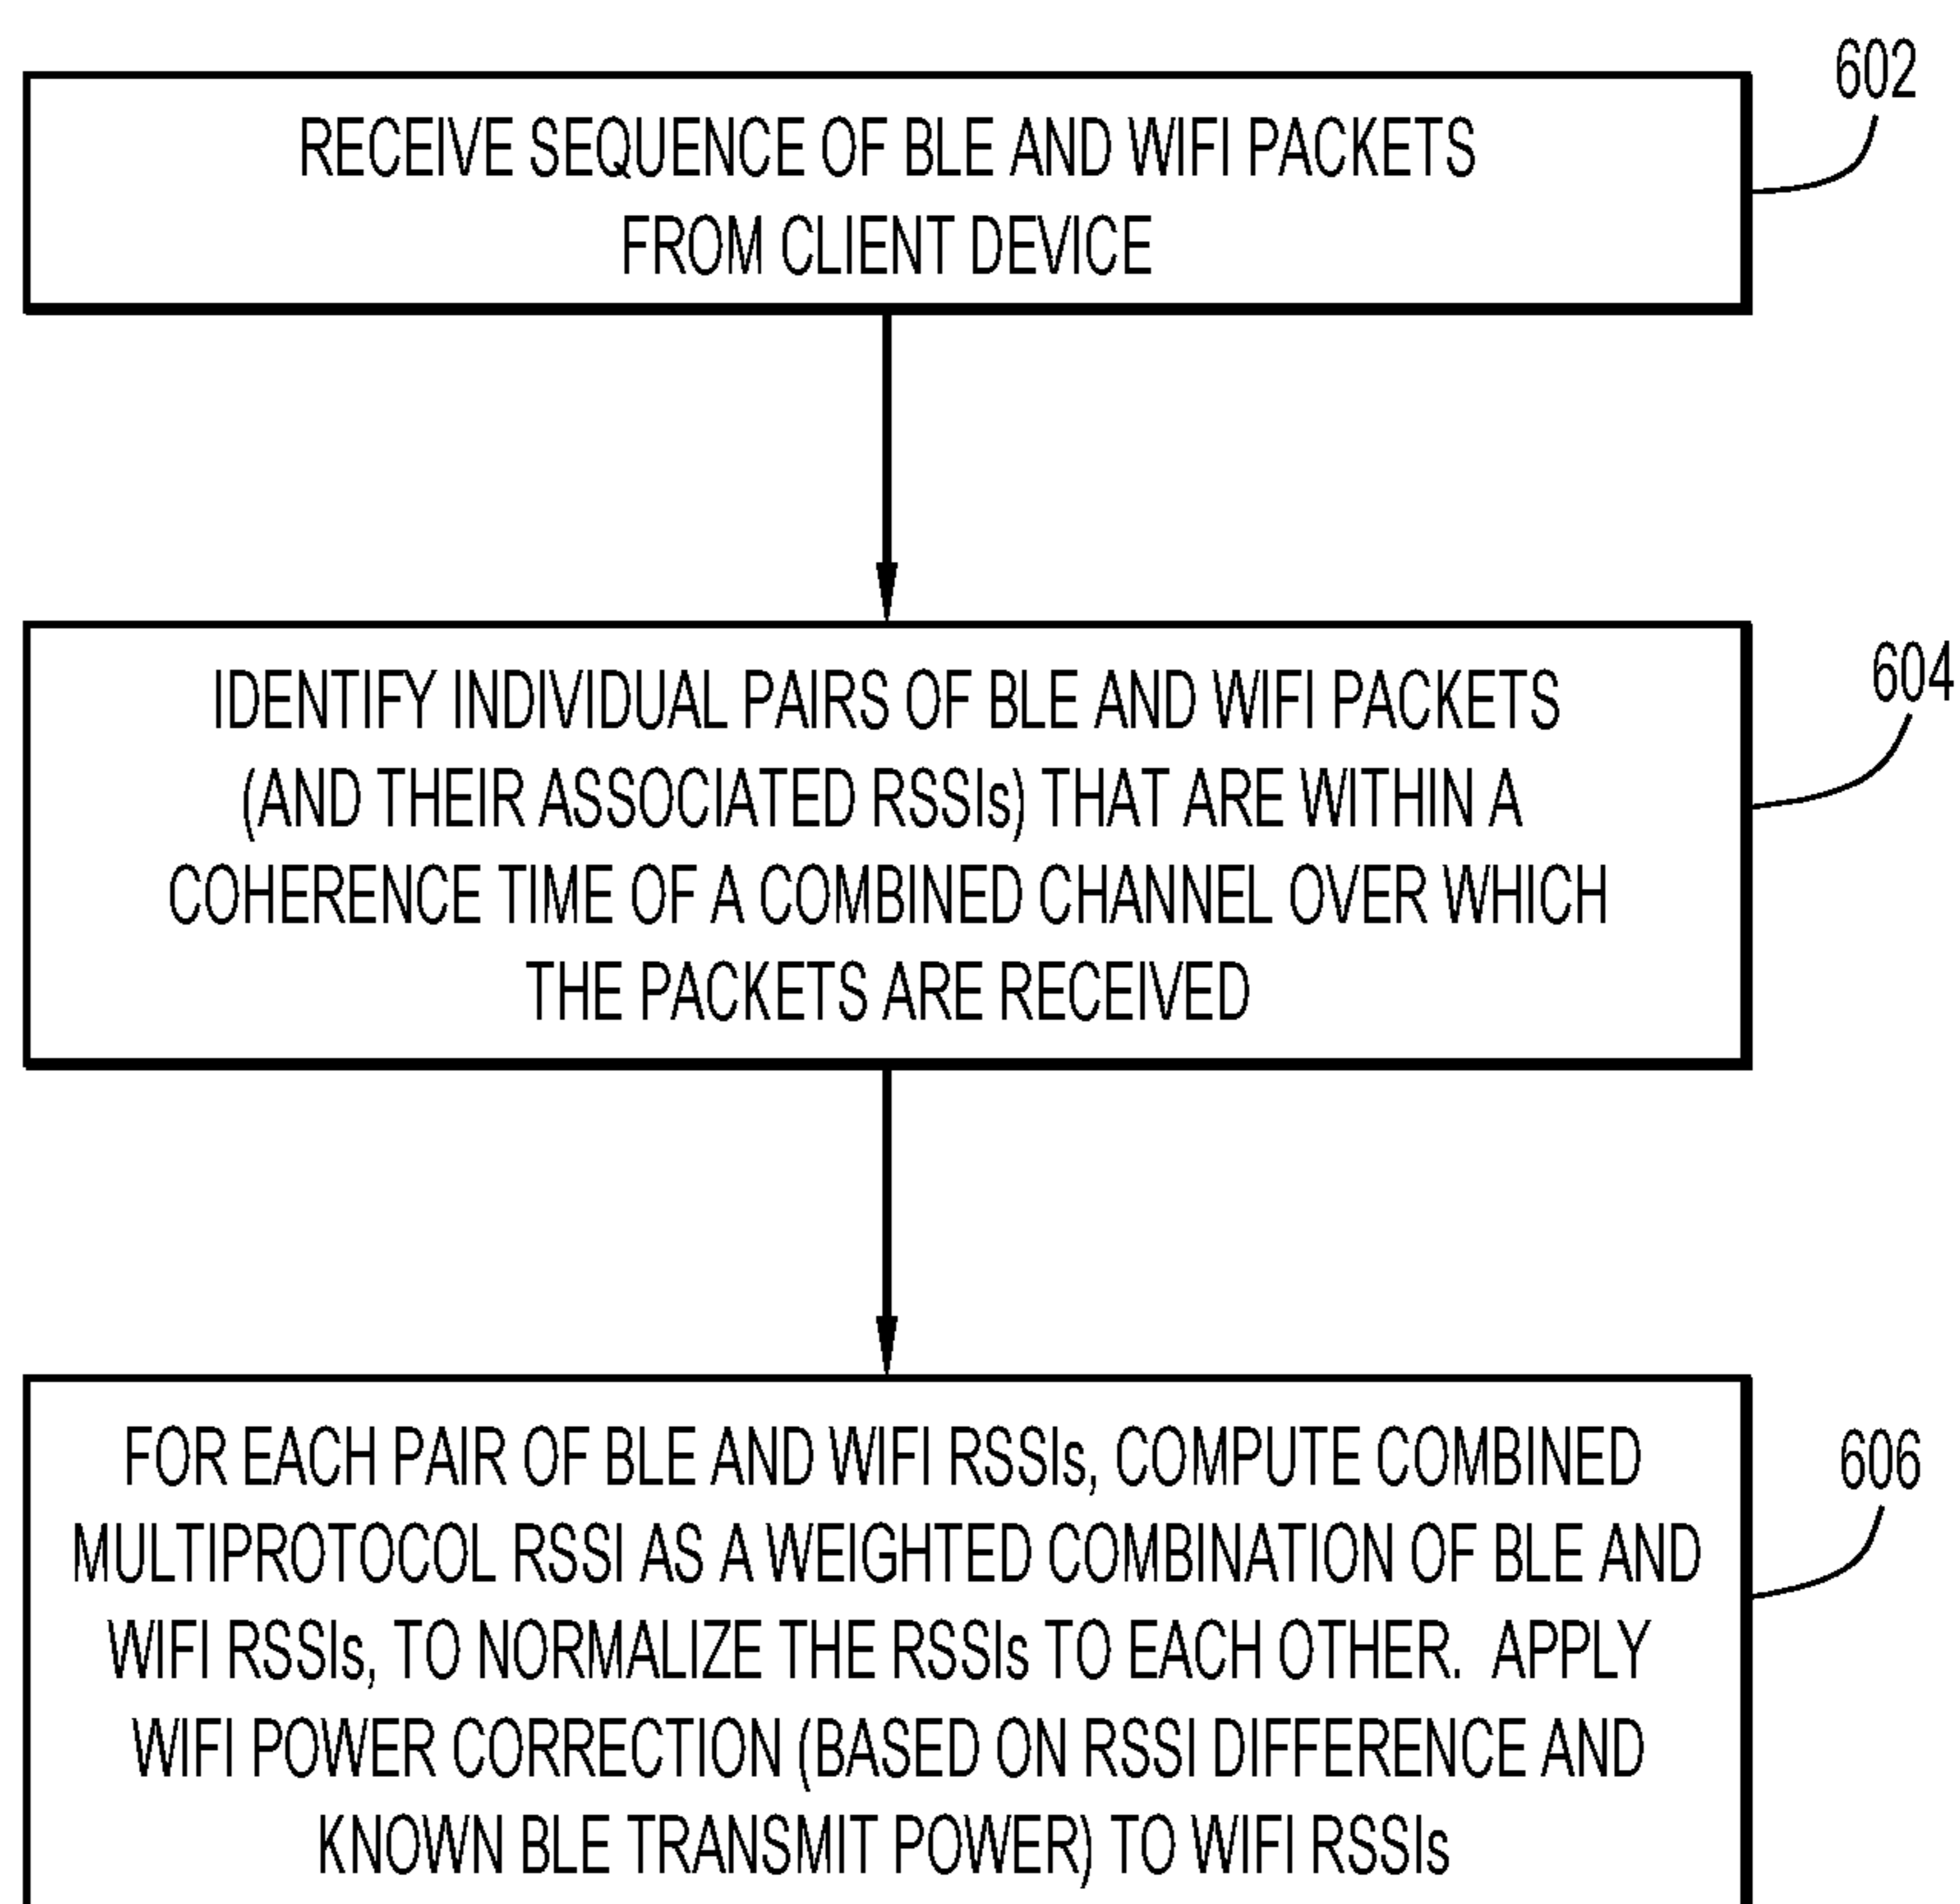 602
RECEIVE SEQUENCE OF BLE AND WIFI PACKETS
FROM CLIENT DEVICE
604
IDENTIFY INDIVIDUAL PAIRS OF BLE AND WIFI PACKETS
(AND THEIR ASSOCIATED RSSIs) THAT ARE WITHIN A
COHERENCE TIME OF A COMBINED CHANNEL OVER WHICH
THE PACKETS ARE RECEIVED
606
FOR EACH PAIR OF BLE AND WIFI RSSIs, COMPUTE COMBINED
MULTIPROTOCOL RSSI AS A WEIGHTED COMBINATION OF BLE AND
WIFI RSSIs, TO NORMALIZE THE RSSIs TO EACH OTHER. APPLY
WIFI POWER CORRECTION (BASED ON RSSI DIFFERENCE AND
KNOWN BLE TRANSMIT POWER) TO WIFI RSSIs